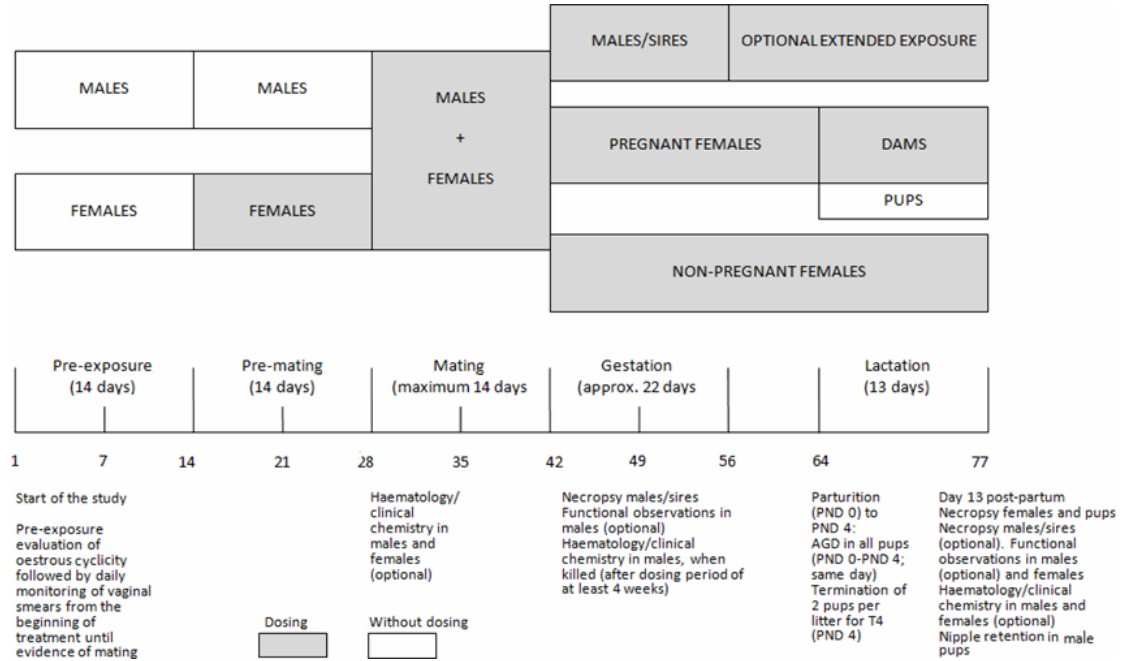 MALES/SIRES
OPTIONAL EXTENDED EXPOSURE
MALES
MALES
MALES
+
FEMALES
PREGNANT FEMALES
DAMS
PUPS
FEMALES
FEMALES
NON-PREGNANT FEMALES
Pre-exposure
(14 days)
Pre-mating
(14 days)
Mating
(maximum 14 days
Gestation
(approx. 22 days
Lactation
(13 days)
1 7 14 21 28 35 42 49 56 64 77
Start of the study
Pre-exposure
evaluation of
oestrous cyclicity
followed by daily
monitoring of vaginal
smears from the
beginning of
treatment until
evidence of mating
Haematology/
clinical
chemistry in
males and
females
(optional)
Necropsy males/sires
Functional observations in
males (optional)
Haematology/clinical
chemistry in males, when
killed (after dosing period of
at least 4 weeks)
Parturition
(PND 0) to
PND 4:
AGD in all pups
(PND 0-PND 4;
same day)
Termination of
2 pups per
litter for T4
(PND 4)
Day 13 post-partum
Necropsy females and pups
Necropsy males/sires
(optional). Functional
observations in males
(optional) and females
Haematology/clinical
chemistry in males and
females (optional)
Nipple retention in male
pups
Dosing
Without dosing